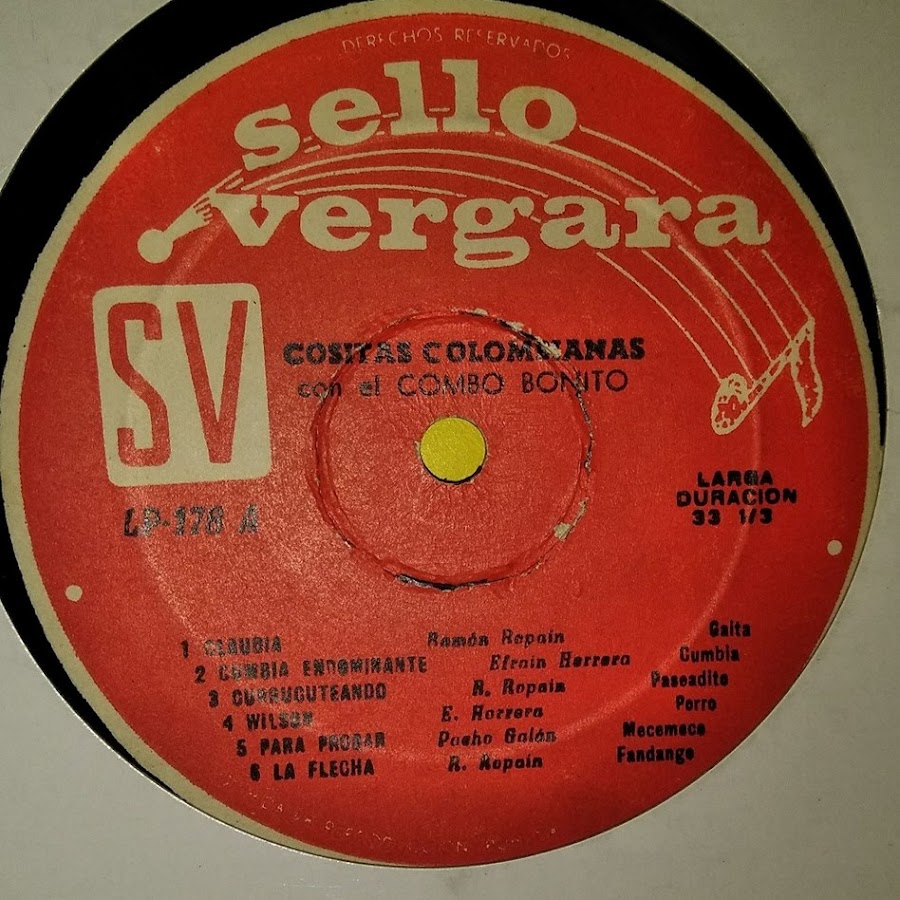 DERECHOS RESERVADOS
sello
vergara
SV
COSITAS COLOMBIANAS
con el COMBO BONITO
LP-178 A
LARGA
DURACION
33 1/3
1 CLAUDIA Ramón Ropain Gaita
2 CUMBIA ENDOMINANTE Efrain Herrera Cumbia
3 CURRUCUTEANDO R. Ropain Paseadito
4 WILSON E. Herrera Porro
5 PARA PROBAR Pacho Galán Mecemece
6 LA FLECHA R. Ropain Fandango